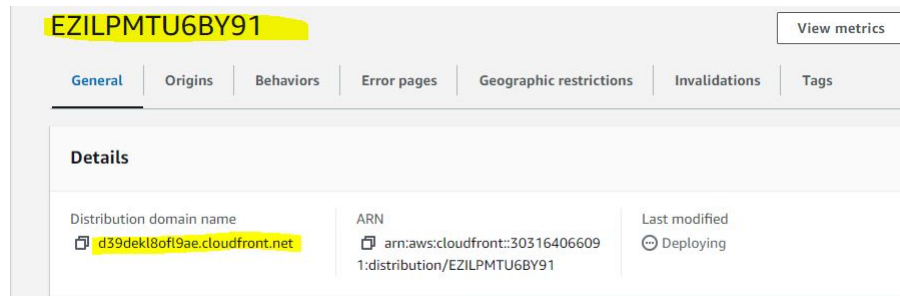 EZILPMTU6BY91
View metrics
General
Origins
Behaviors
Error pages
Geographic restrictions
Invalidations
Tags
Details
Distribution domain name
d39dekl8ofl9ae.cloudfront.net
ARN
arn:aws:cloudfront::30316406609
1:distribution/EZILPMTU6BY91
Last modified
Deploying